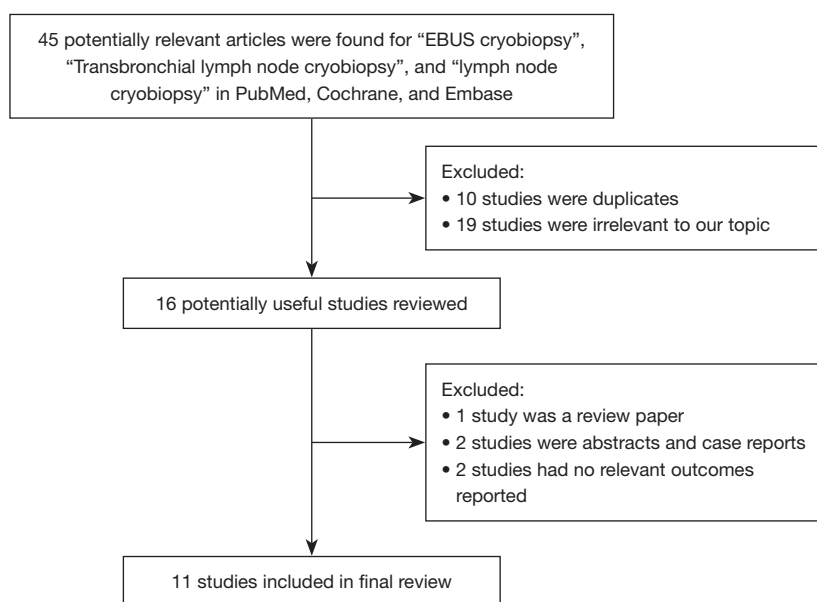 45 potentially relevant articles were found for “EBUS cryobiopsy”,
“Transbronchial lymph node cryobiopsy”, and “lymph node
cryobiopsy” in PubMed, Cochrane, and Embase
Excluded:
• 10 studies were duplicates
• 19 studies were irrelevant to our topic
16 potentially useful studies reviewed
Excluded:
• 1 study was a review paper
• 2 studies were abstracts and case reports
• 2 studies had no relevant outcomes
reported
11 studies included in final review